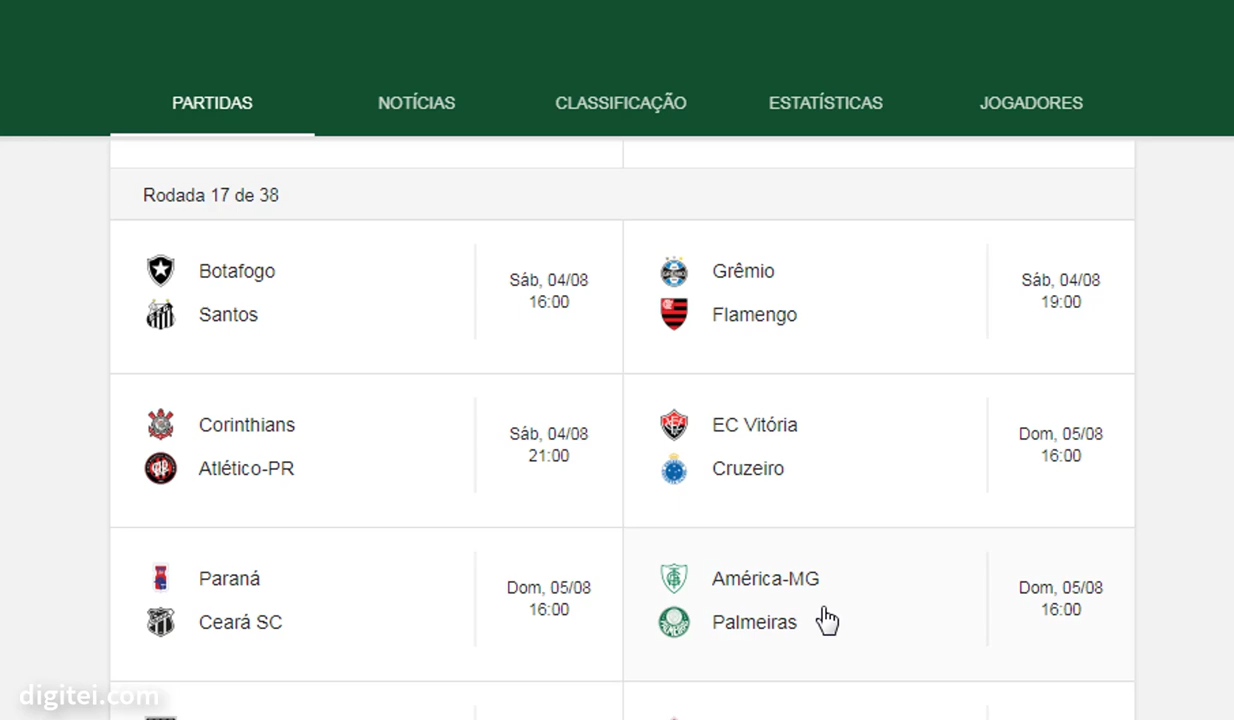 PARTIDAS NOTÍCIAS CLASSIFICAÇÃO ESTATÍSTICAS JOGADORES
Rodada 17 de 38
Botafogo
Santos
Sáb, 04/08
16:00
Grêmio
Flamengo
Sáb, 04/08
19:00
Corinthians
Atlético-PR
Sáb, 04/08
21:00
EC Vitória
Cruzeiro
Dom, 05/08
16:00
Paraná
Ceará SC
Dom, 05/08
16:00
América-MG
Palmeiras
Dom, 05/08
16:00
digitei.com